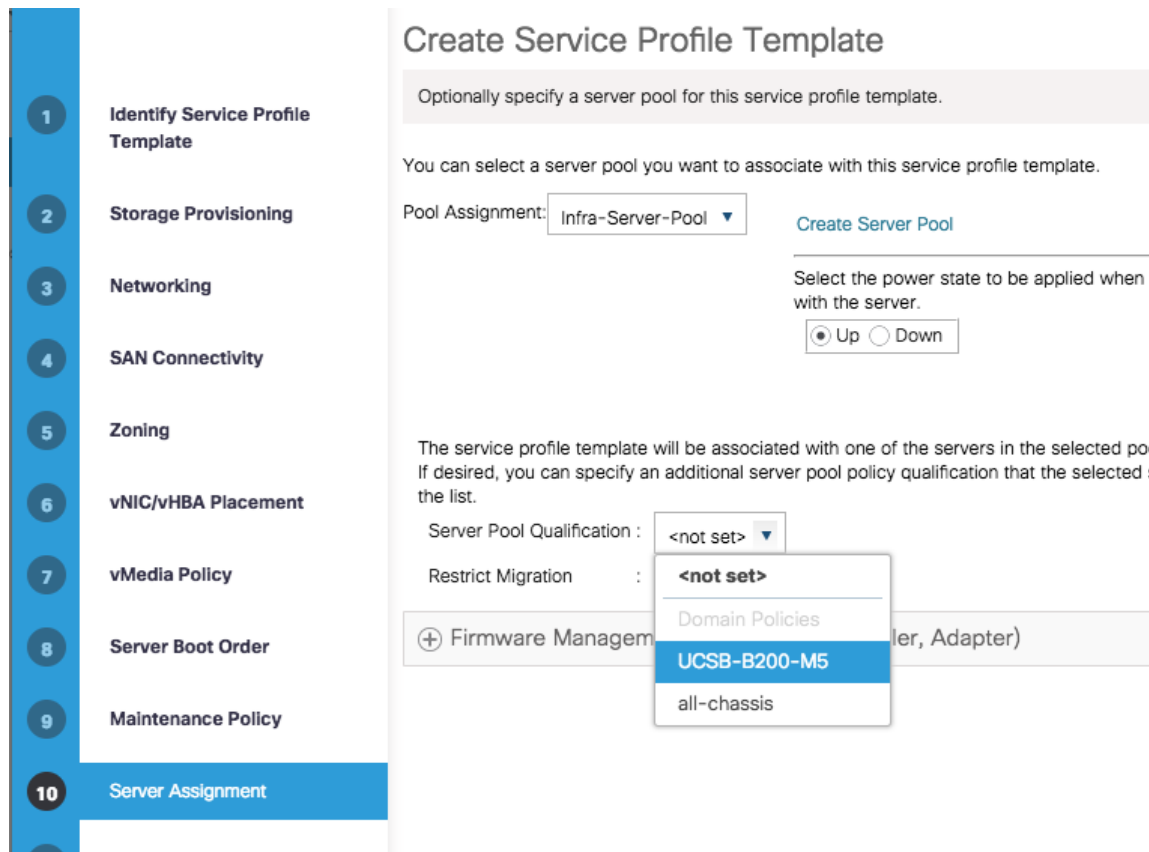 Create Service Profile Template
Optionally specify a server pool for this service profile template.
1
Identify Service Profile
Template
You can select a server pool you want to associate with this service profile template.
2
Storage Provisioning
Pool Assignment:
Infra-Server-Pool
Create Server Pool
3
Networking
Select the power state to be applied when
with the server.
Up
Down
4
SAN Connectivity
5
Zoning
The service profile template will be associated with one of the servers in the selected
If desired, you can specify an additional server pool policy qualification that the selected
the list.
6
vNIC/vHBA Placement
Server Pool Qualification :
<not set>
7
vMedia Policy
Restrict Migration :
<not set>
Domain Policies
UCSB-B200-M5
all-chassis
8
Server Boot Order
Firmware
Adapter)
9
Maintenance Policy
10
Server Assignment